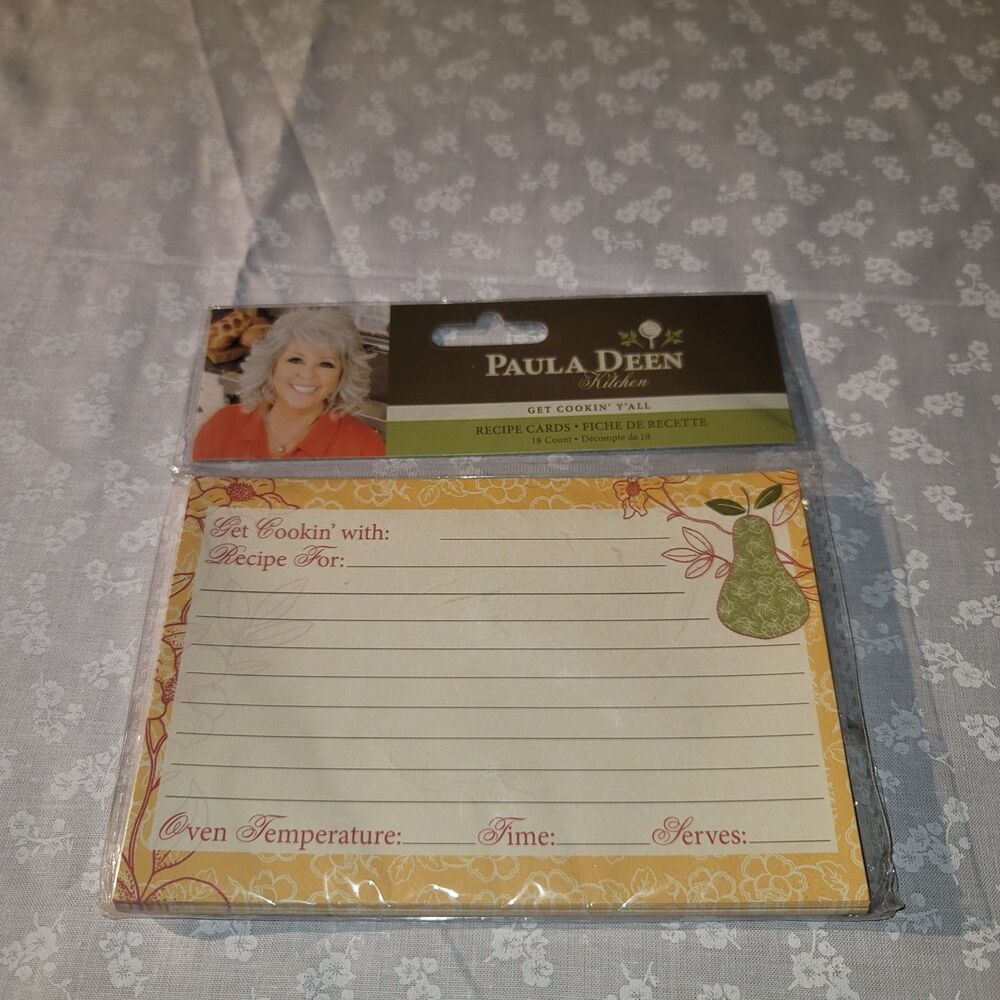 PAULA DEEN
Kitchen
GET COOKIN' Y'ALL
RECIPE CARDS • FICHE DE RECETTE
18 Count • Décompte de 18
Get Cookin' with:
Recipe For:
Oven Temperature: Time: Serves: